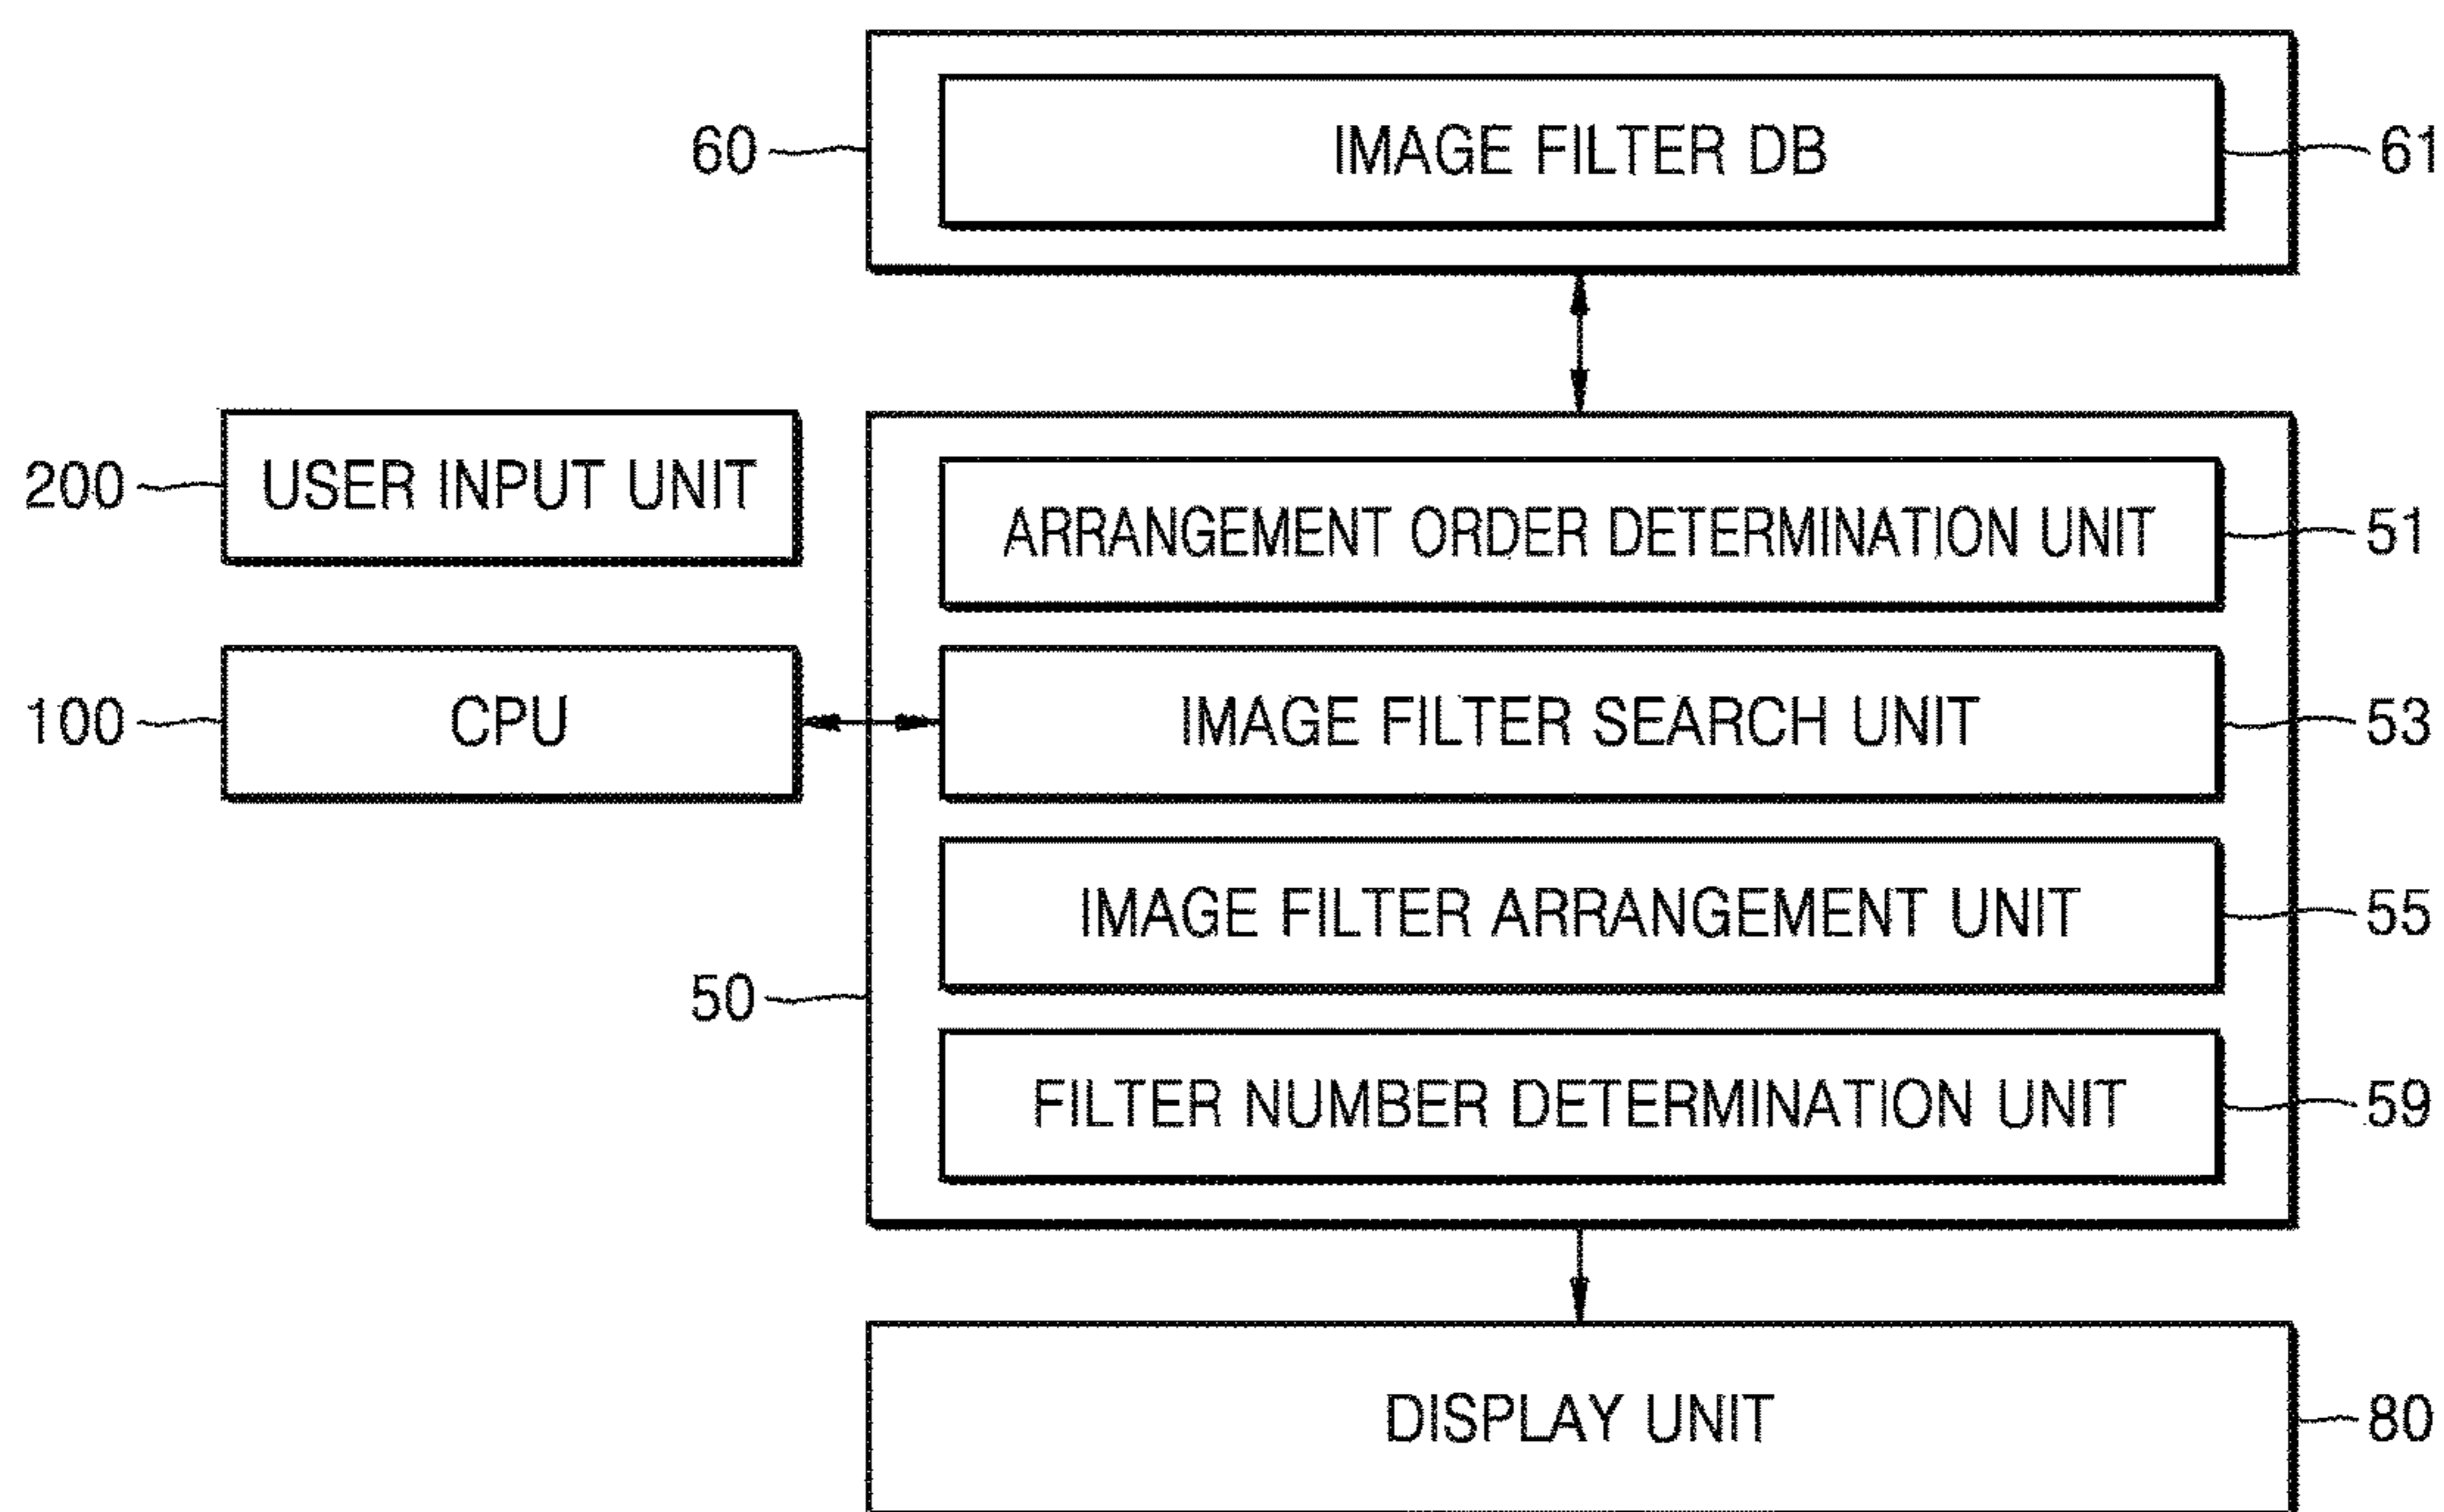 60 IMAGE FILTER DB 61
200 USER INPUT UNIT
ARRANGEMENT ORDER DETERMINATION UNIT 51
100 CPU IMAGE FILTER SEARCH UNIT 53
IMAGE FILTER ARRANGEMENT UNIT 55
50
FILTER NUMBER DETERMINATION UNIT 59
DISPLAY UNIT 80